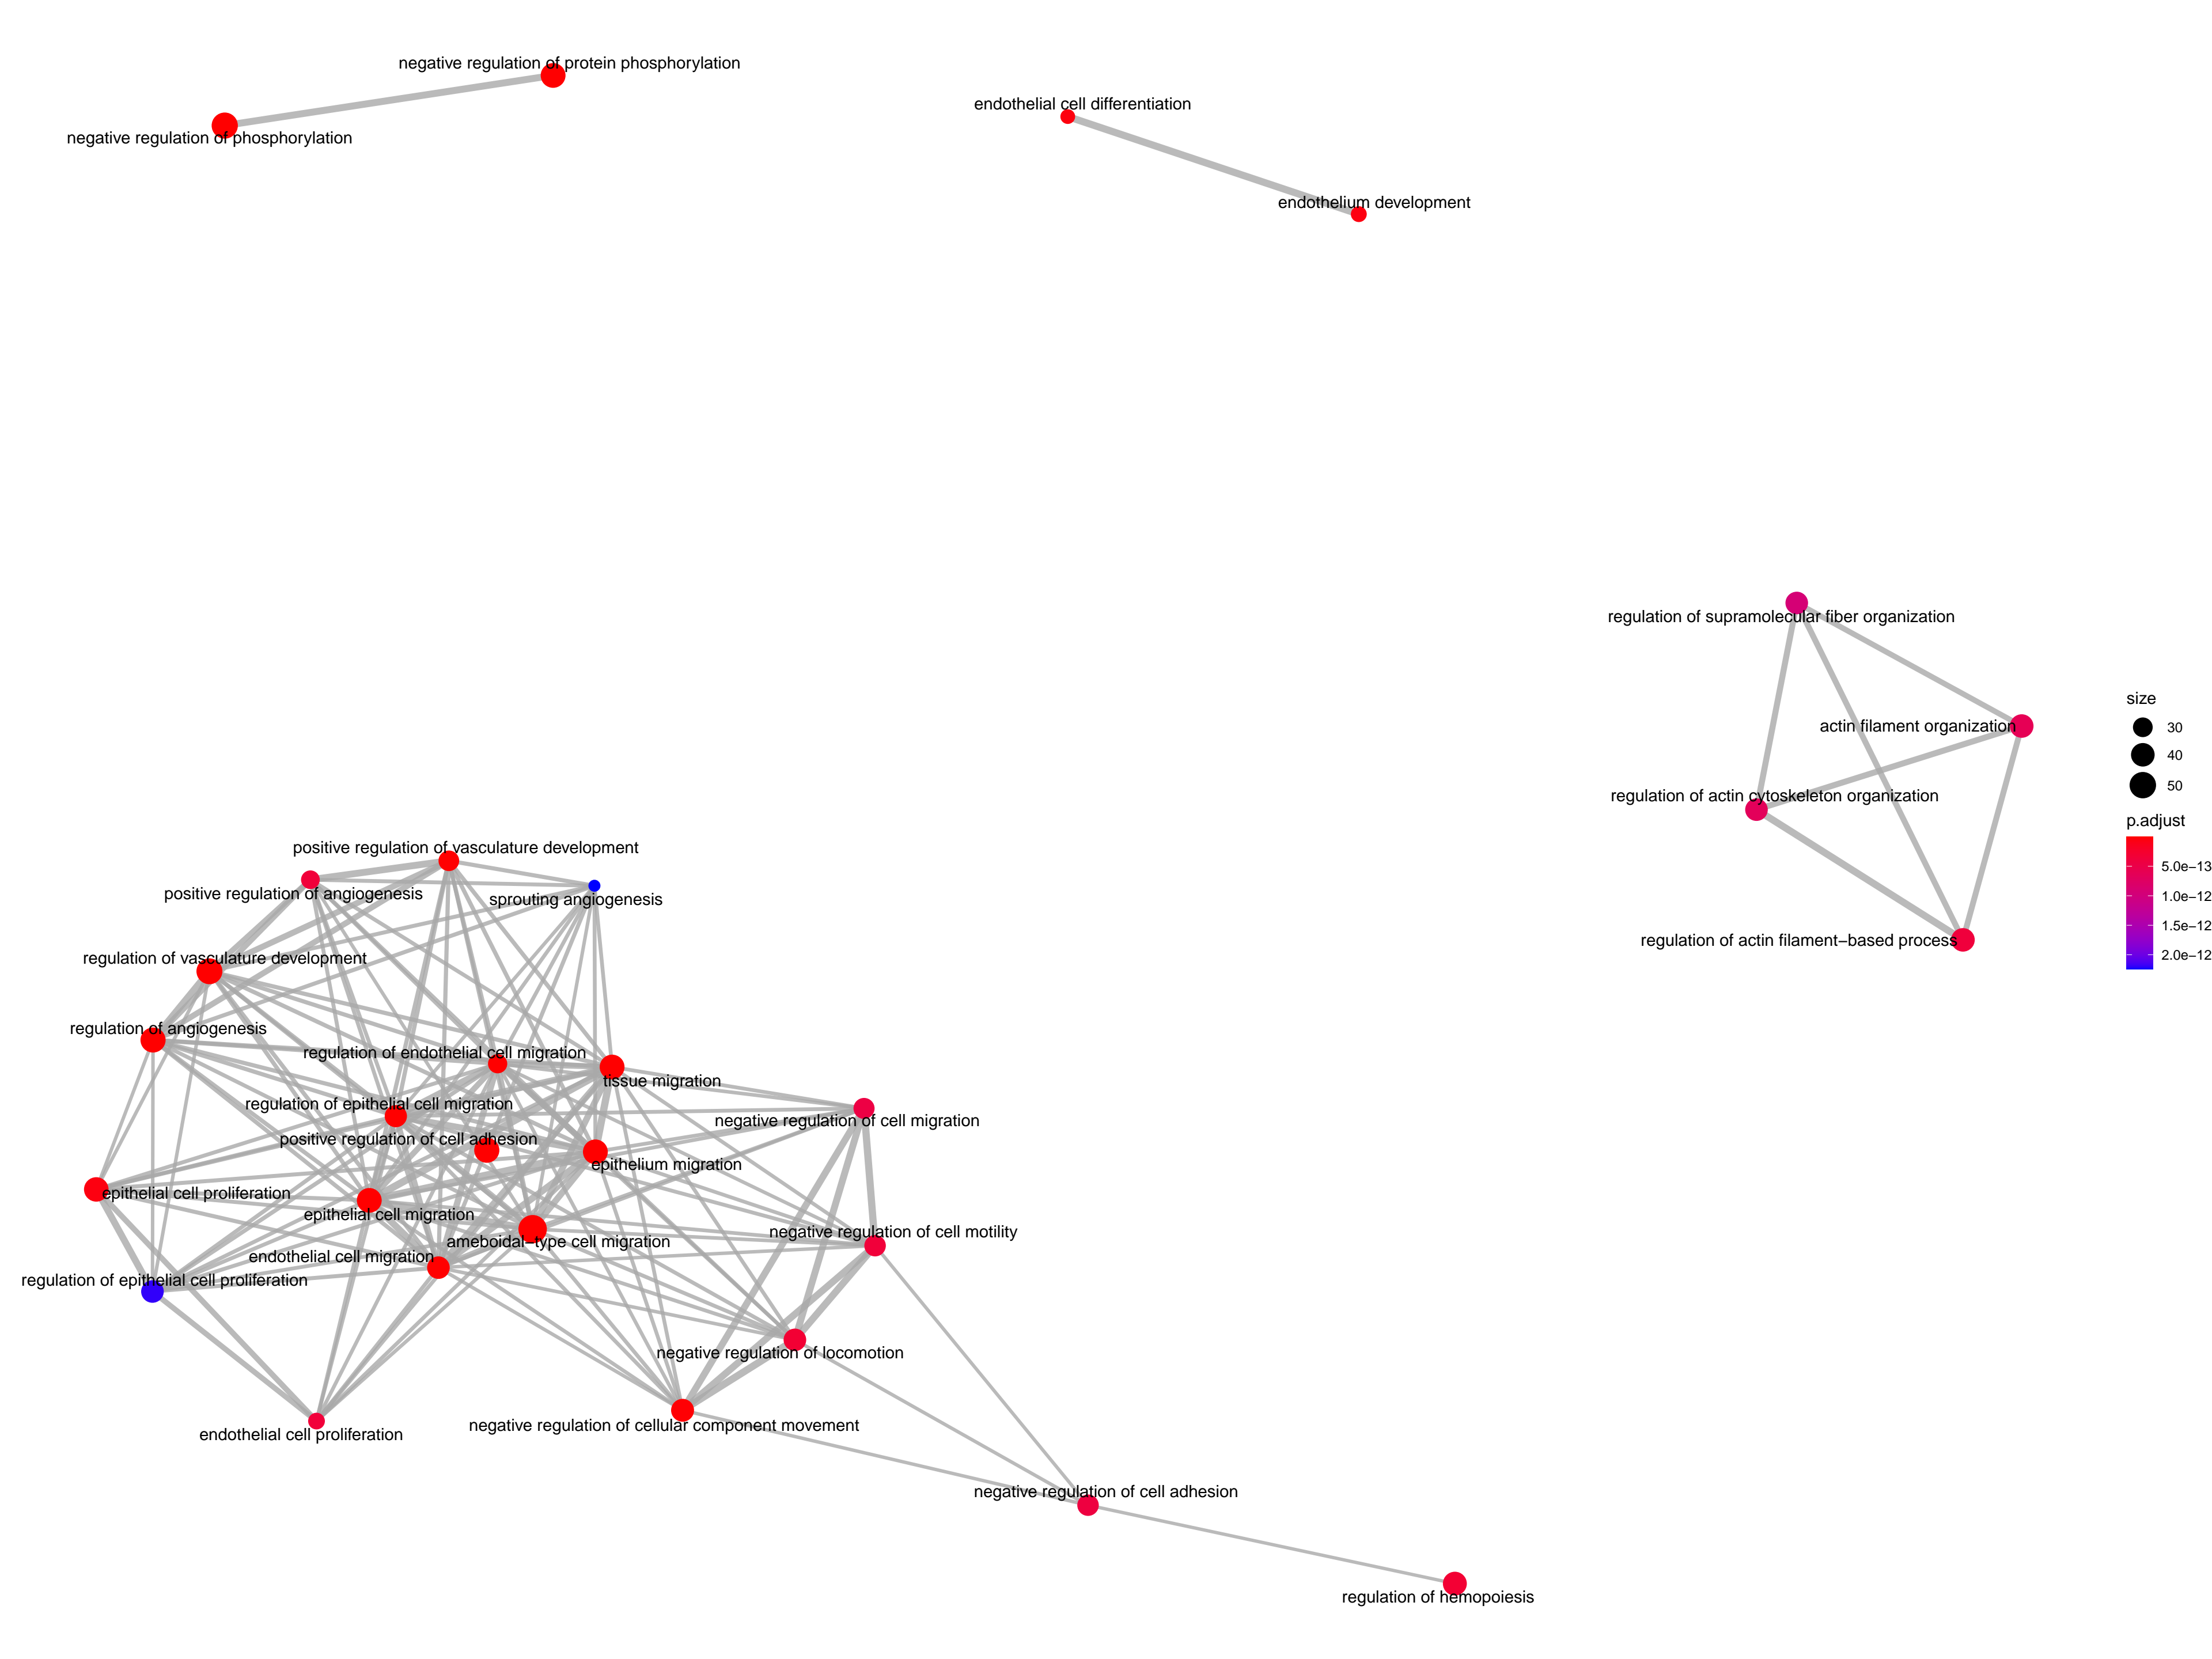 negative regulation of protein phosphorylation
negative regulation of phosphorylation
endothelial cell differentiation
endothelium development
regulation of supramolecular fiber organization
actin filament organization
regulation of actin cytoskeleton organization
regulation of actin filament−based process
size
30
40
50
p.adjust
5.0e−13
1.0e−12
1.5e−12
2.0e−12
positive regulation of vasculature development
positive regulation of angiogenesis
sprouting angiogenesis
regulation of vasculature development
regulation of angiogenesis
regulation of endothelial cell migration
tissue migration
regulation of epithelial cell migration
negative regulation of cell migration
positive regulation of cell adhesion
epithelium migration
epithelial cell proliferation
epithelial cell migration
negative regulation of cell motility
ameboidal−type cell migration
endothelial cell migration
regulation of epithelial cell proliferation
negative regulation of locomotion
negative regulation of cellular component movement
endothelial cell proliferation
negative regulation of cell adhesion
regulation of hemopoiesis